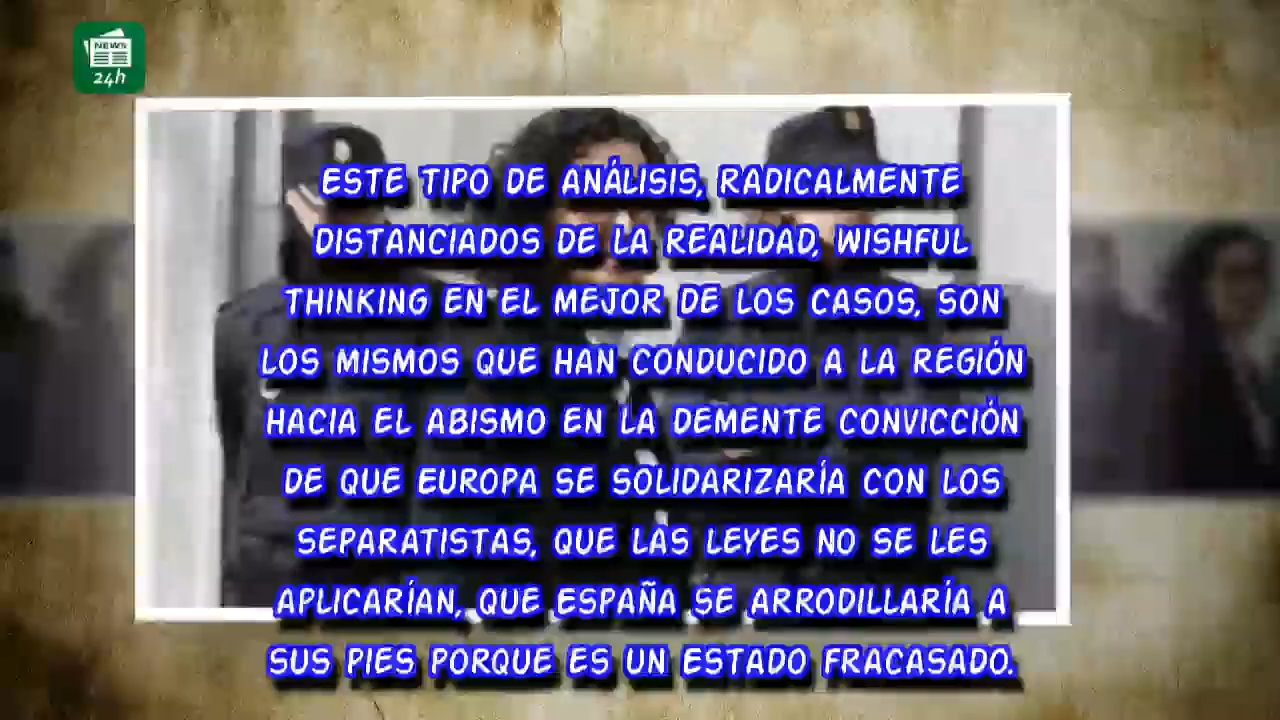 NEWS
24h
ESTE TIPO DE ANÁLISIS, RADICALMENTE
DISTANCIADOS DE LA REALIDAD, WISHFUL
THINKING EN EL MEJOR DE LOS CASOS, SON
LOS MISMOS QUE HAN CONDUCIDO A LA REGIÓN
HACIA EL ABISMO EN LA DEMENTE CONVICCIÓN
DE QUE EUROPA SE SOLIDARIZARÍA CON LOS
SEPARATISTAS, QUE LAS LEYES NO SE LES
APLICARÍAN, QUE ESPAÑA SE ARRODILLARÍA A
SUS PIES PORQUE ES UN ESTADO FRACASADO.